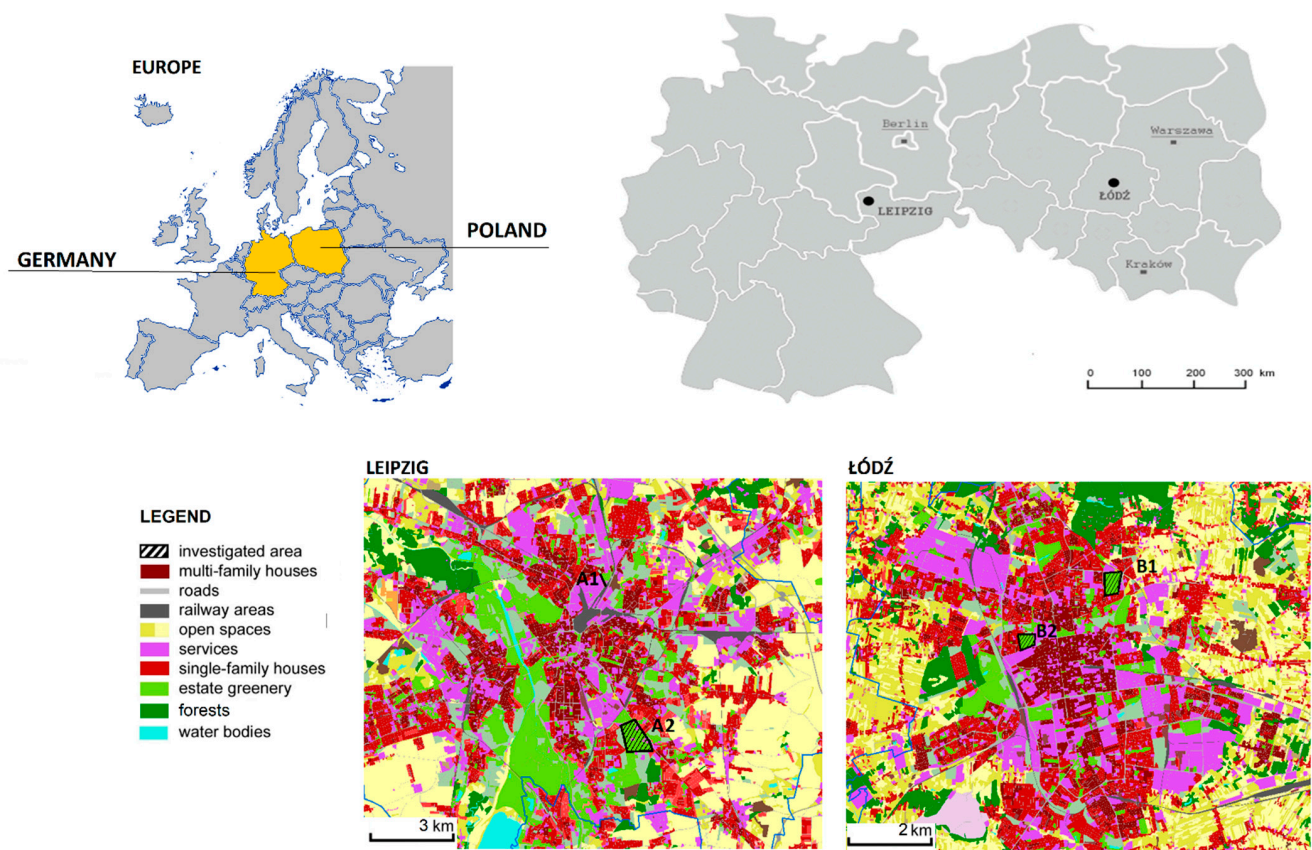 EUROPE
POLAND
GERMANY
Berlin
Warszawa
ŁÓDŹ
LEIPZIG
Kraków
0 100 200 300 km
LEIPZIG
ŁÓDŹ
LEGEND
investigated area
multi-family houses
roads
railway areas
open spaces
services
single-family houses
estate greenery
forests
water bodies
A1
A2
3 km
B1
B2
2 km